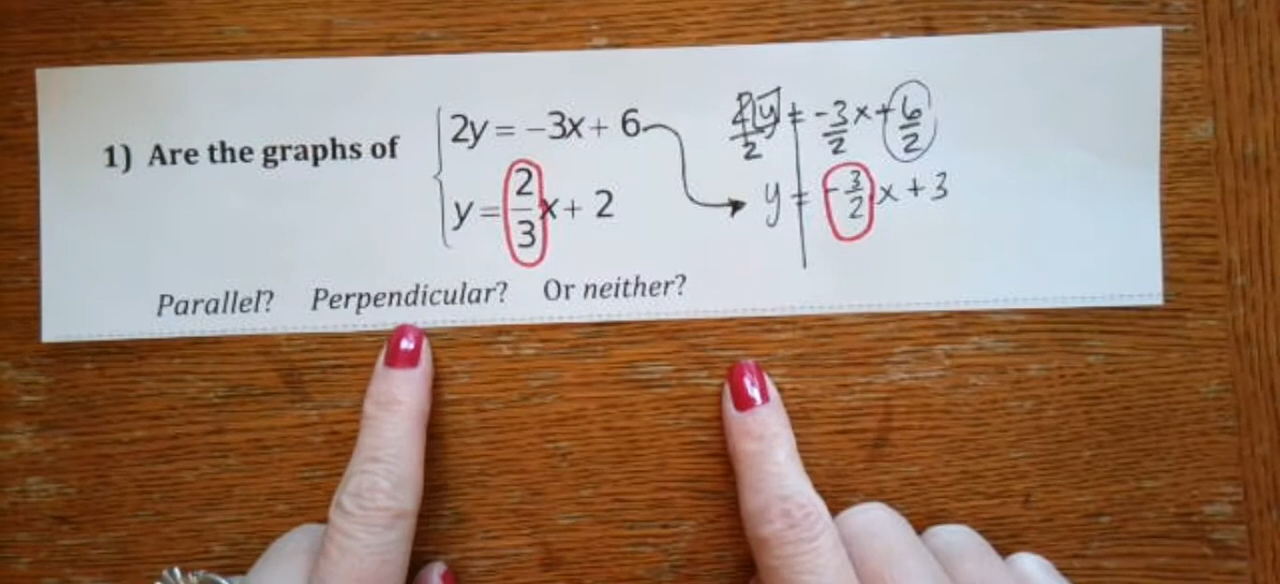 1) Are the graphs of
2y = −3x + 6
y = 2/3 x + 2
Parallel? Perpendicular? Or neither?
2y/2 = -3/2 x + 6/2
y = -3/2 x + 3